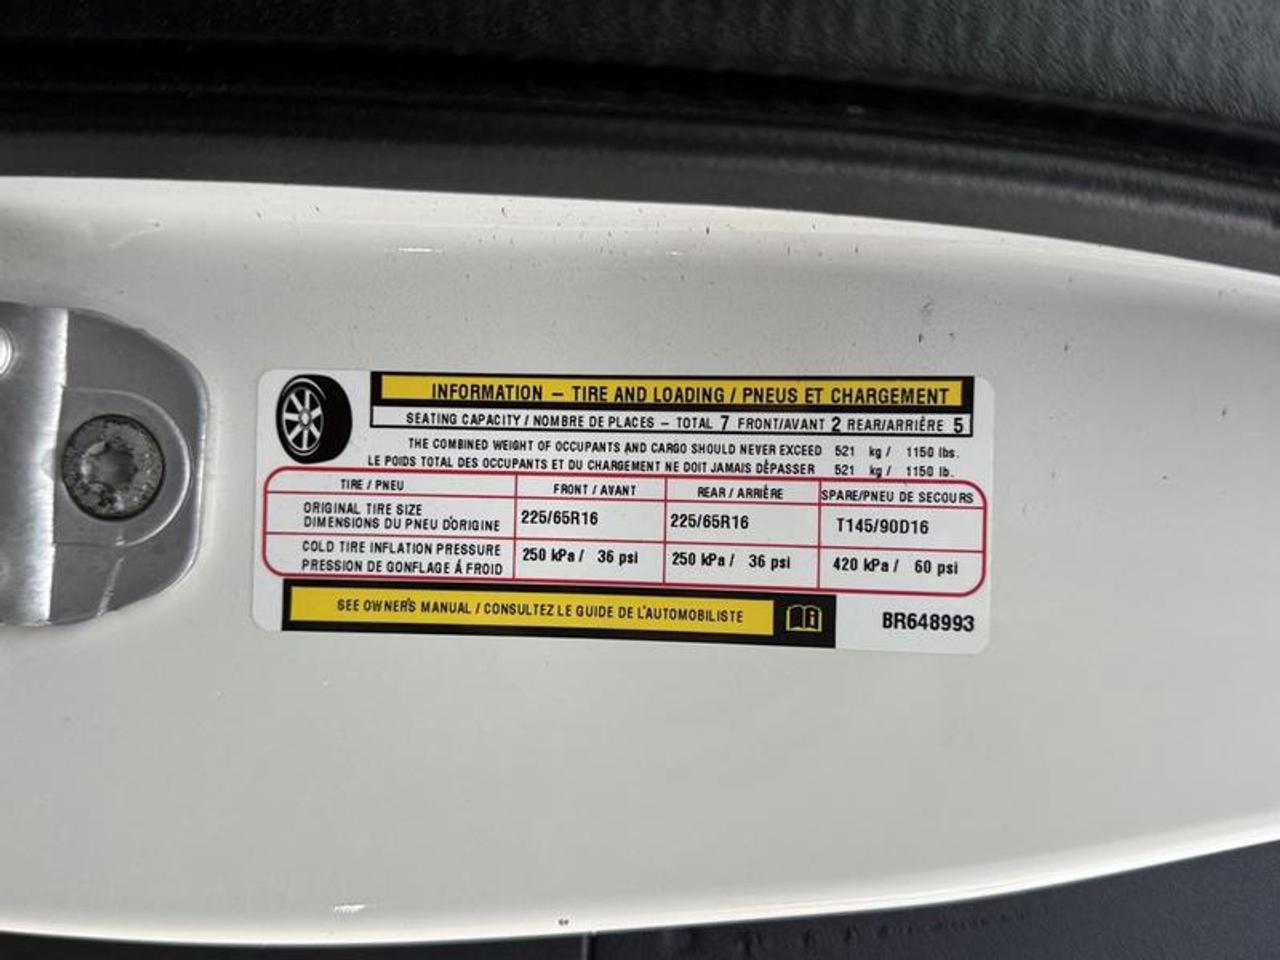 INFORMATION – TIRE AND LOADING / PNEUS ET CHARGEMENT
SEATING CAPACITY / NOMBRE DE PLACES – TOTAL 7 FRONT/AVANT 2 REAR/ARRIÈRE 5
THE COMBINED WEIGHT OF OCCUPANTS AND CARGO SHOULD NEVER EXCEED 521 kg / 1150 lbs.
LE POIDS TOTAL DES OCCUPANTS ET DU CHARGEMENT NE DOIT JAMAIS DÉPASSER 521 kg / 1150 lb.
TIRE / PNEU FRONT / AVANT REAR / ARRIÈRE SPARE/PNEU DE SECOURS
ORIGINAL TIRE SIZE
DIMENSIONS DU PNEU D'ORIGINE 225/65R16 225/65R16 T145/90D16
COLD TIRE INFLATION PRESSURE
PRESSION DE GONFLAGE À FROID 250 kPa / 36 psi 250 kPa / 36 psi 420 kPa / 60 psi
SEE OWNER'S MANUAL / CONSULTEZ LE GUIDE DE L'AUTOMOBILISTE
BR648993